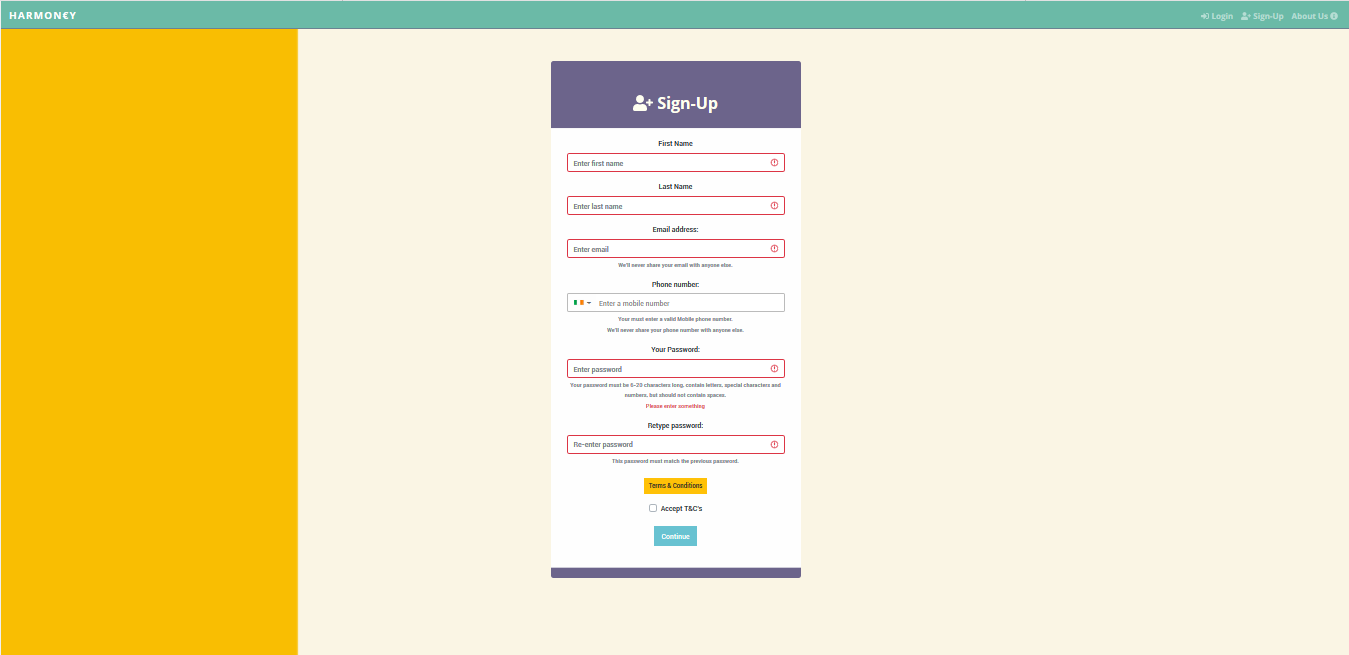 HARMON€Y
Login Sign-Up About Us
Sign-Up
First Name
Enter first name
Last Name
Enter last name
Email address:
Enter email
We'll never share your email with anyone else.
Phone number:
Enter a mobile number
Your must enter a valid Mobile phone number.
We'll never share your phone number with anyone else.
Your Password:
Enter password
Your password must be 6-20 characters long, contain letters, special characters and
numbers, but should not contain spaces.
Please enter something
Retype password:
Re-enter password
This password must match the previous password.
Terms & Conditions
Accept T&C's
Continue